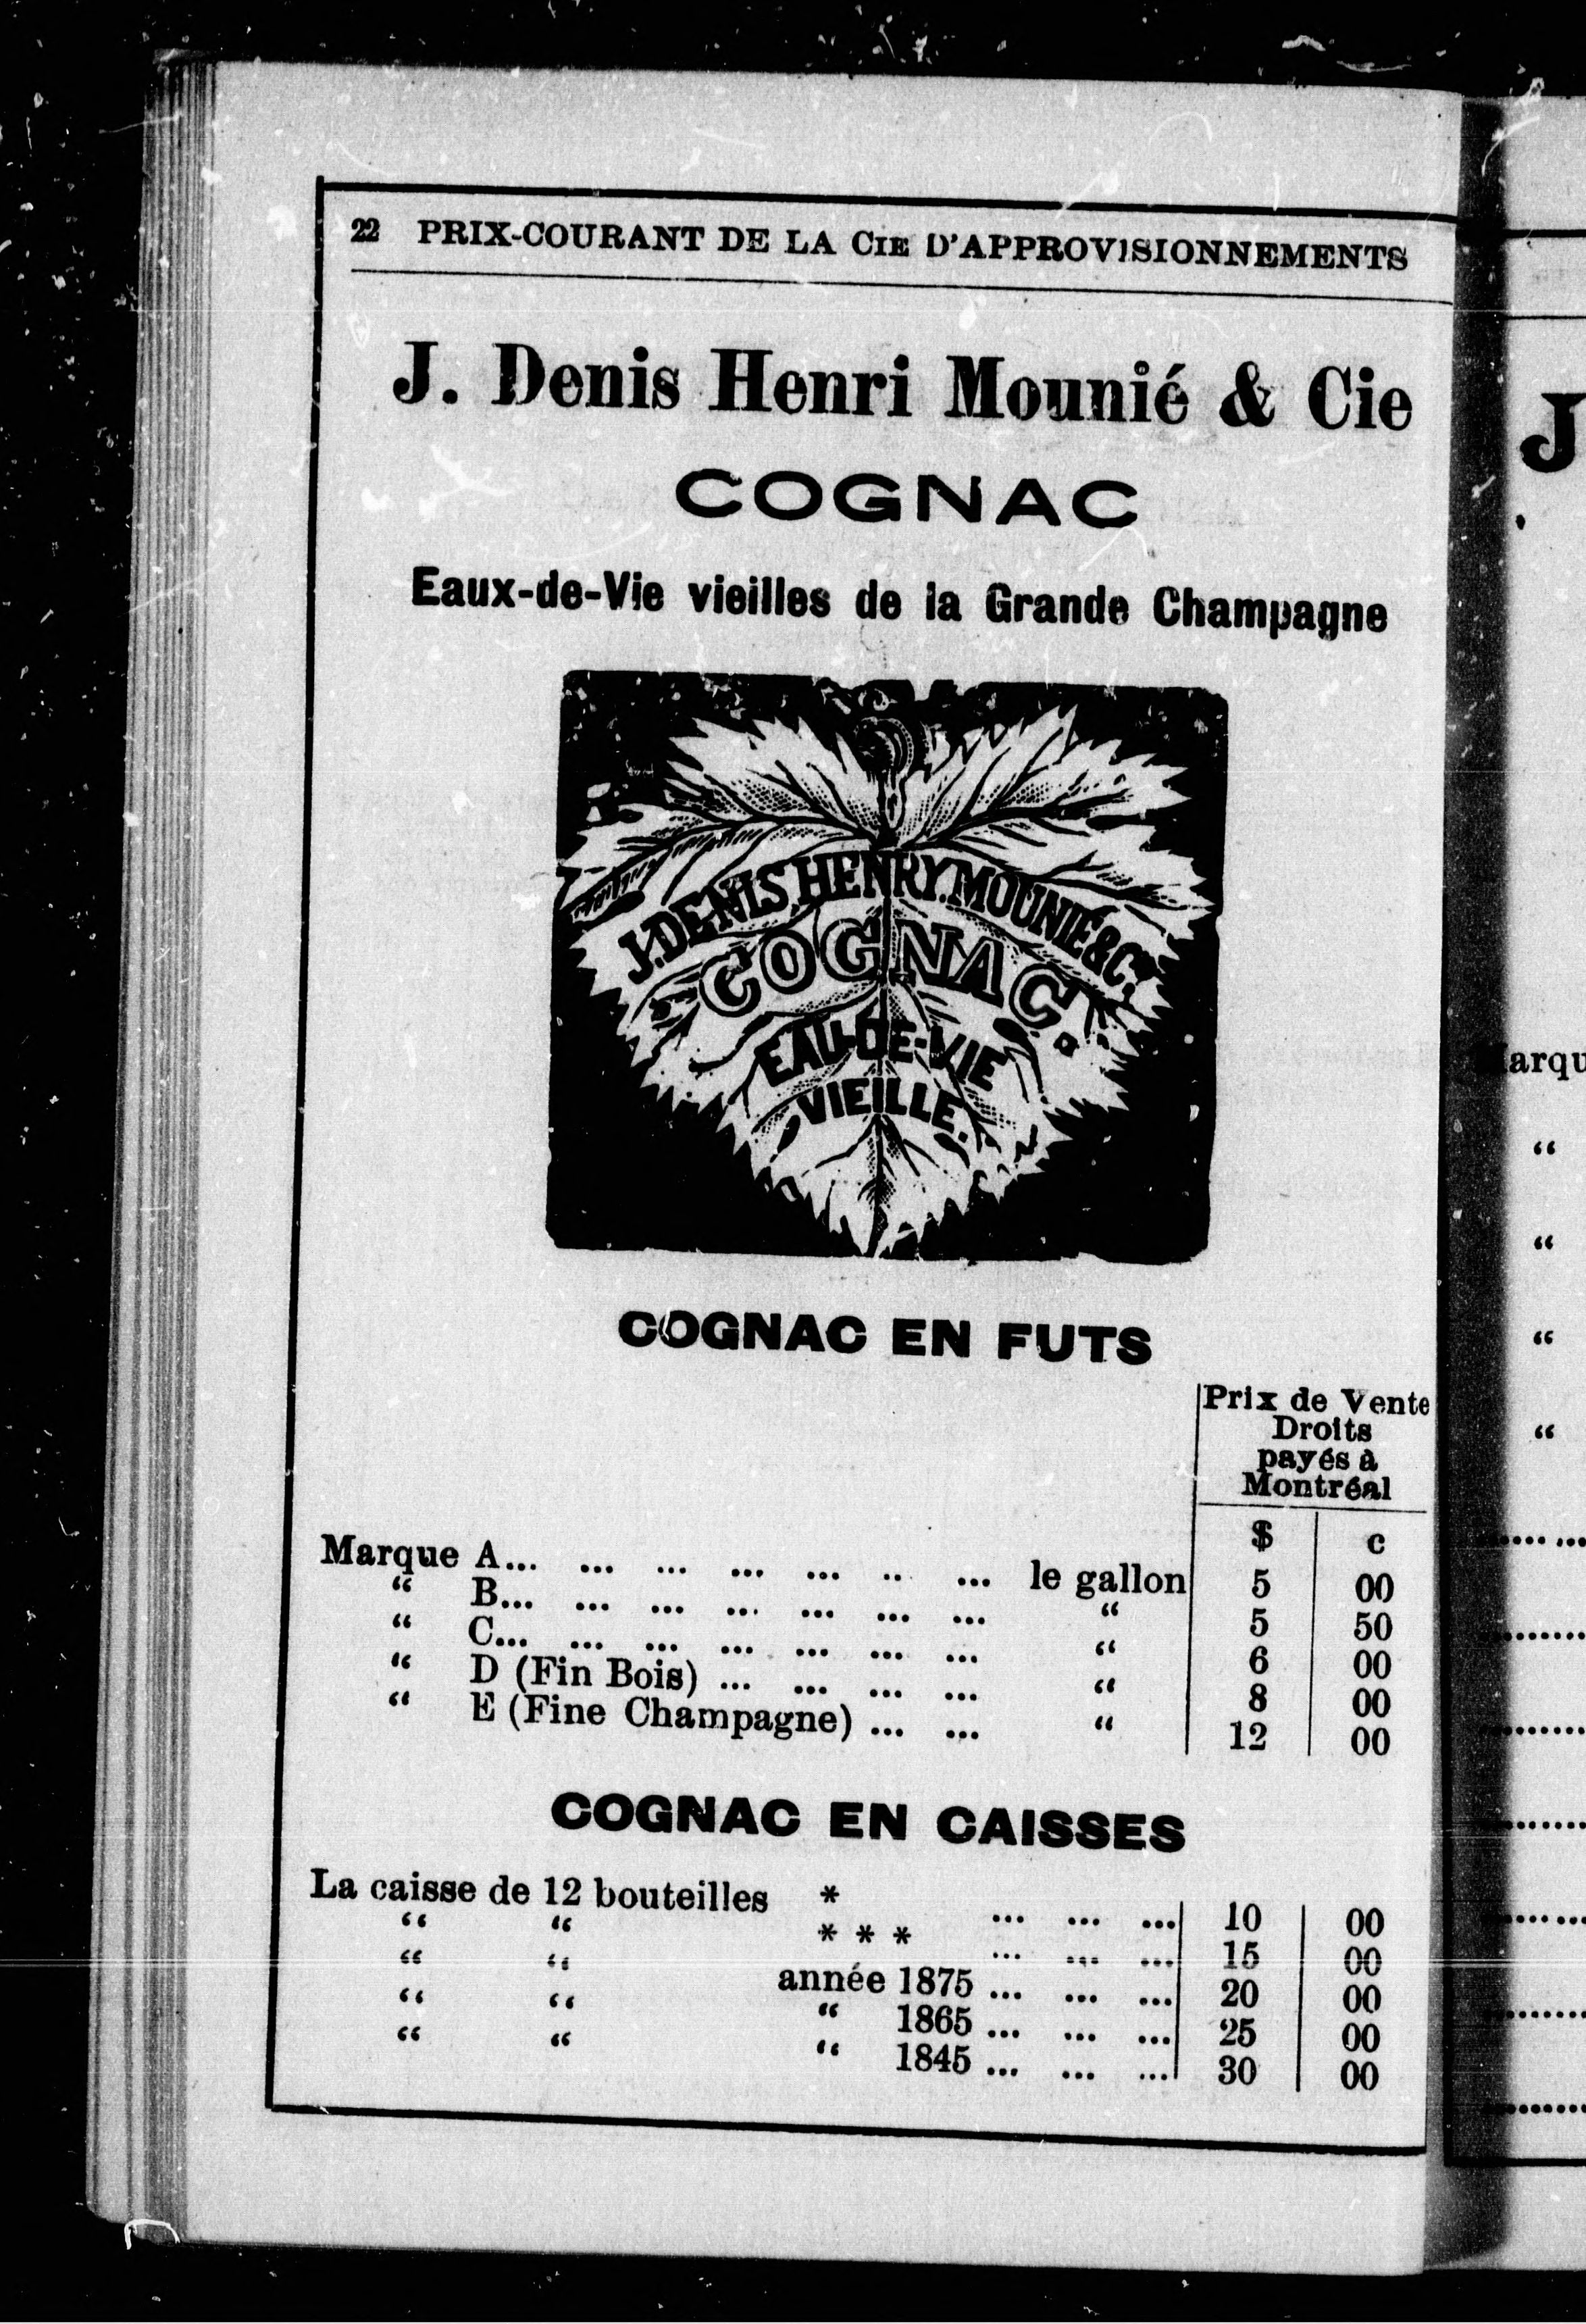 22 PRIX-COURANT DE LA CIE D'APPROVISIONNEMENTS
J. Denis Henri Mounié & Cie
COGNAC
Eaux-de-Vie vieilles de la Grande Champagne
J. DENIS HENRY. MOUNIÉ & Cº.
COGNAC.
EAU-DE-VIE
VIEILLE.
COGNAC EN FUTS
Prix de Vente
Droits
payés à
Montréal
$ c
Marque A... ... ... ... ... .. ... le gallon 5 00
“ B... ... ... ... ... ... ... “ 5 50
“ C... ... ... ... ... ... ... “ 6 00
“ D (Fin Bois) ... ... ... ... “ 8 00
“ E (Fine Champagne) ... ... “ 12 00
COGNAC EN CAISSES
La caisse de 12 bouteilles * ... ... ... 10 00
“ “ * * * ... ... ... 15 00
“ “ année 1875 ... ... ... 20 00
“ “ “ 1865 ... ... ... 25 00
“ “ “ 1845 ... ... ... 30 00
J
arqu
“
“
“
“